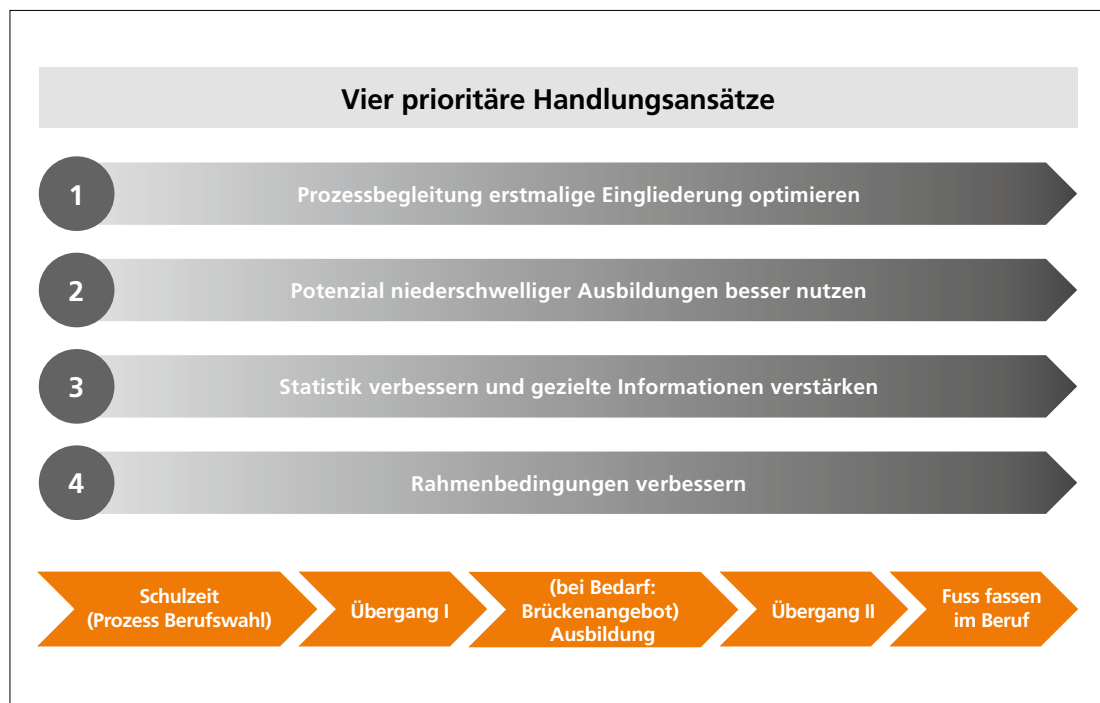 Vier prioritäre Handlungsansätze
1
Prozessbegleitung erstmalige Eingliederung optimieren
2
Potenzial niederschwelliger Ausbildungen besser nutzen
3
Statistik verbessern und gezielte Informationen verstärken
4
Rahmenbedingungen verbessern
Schulzeit
(Prozess Berufswahl)
Übergang I
(bei Bedarf:
Brückenangebot)
Ausbildung
Übergang II
Fuss fassen
im Beruf